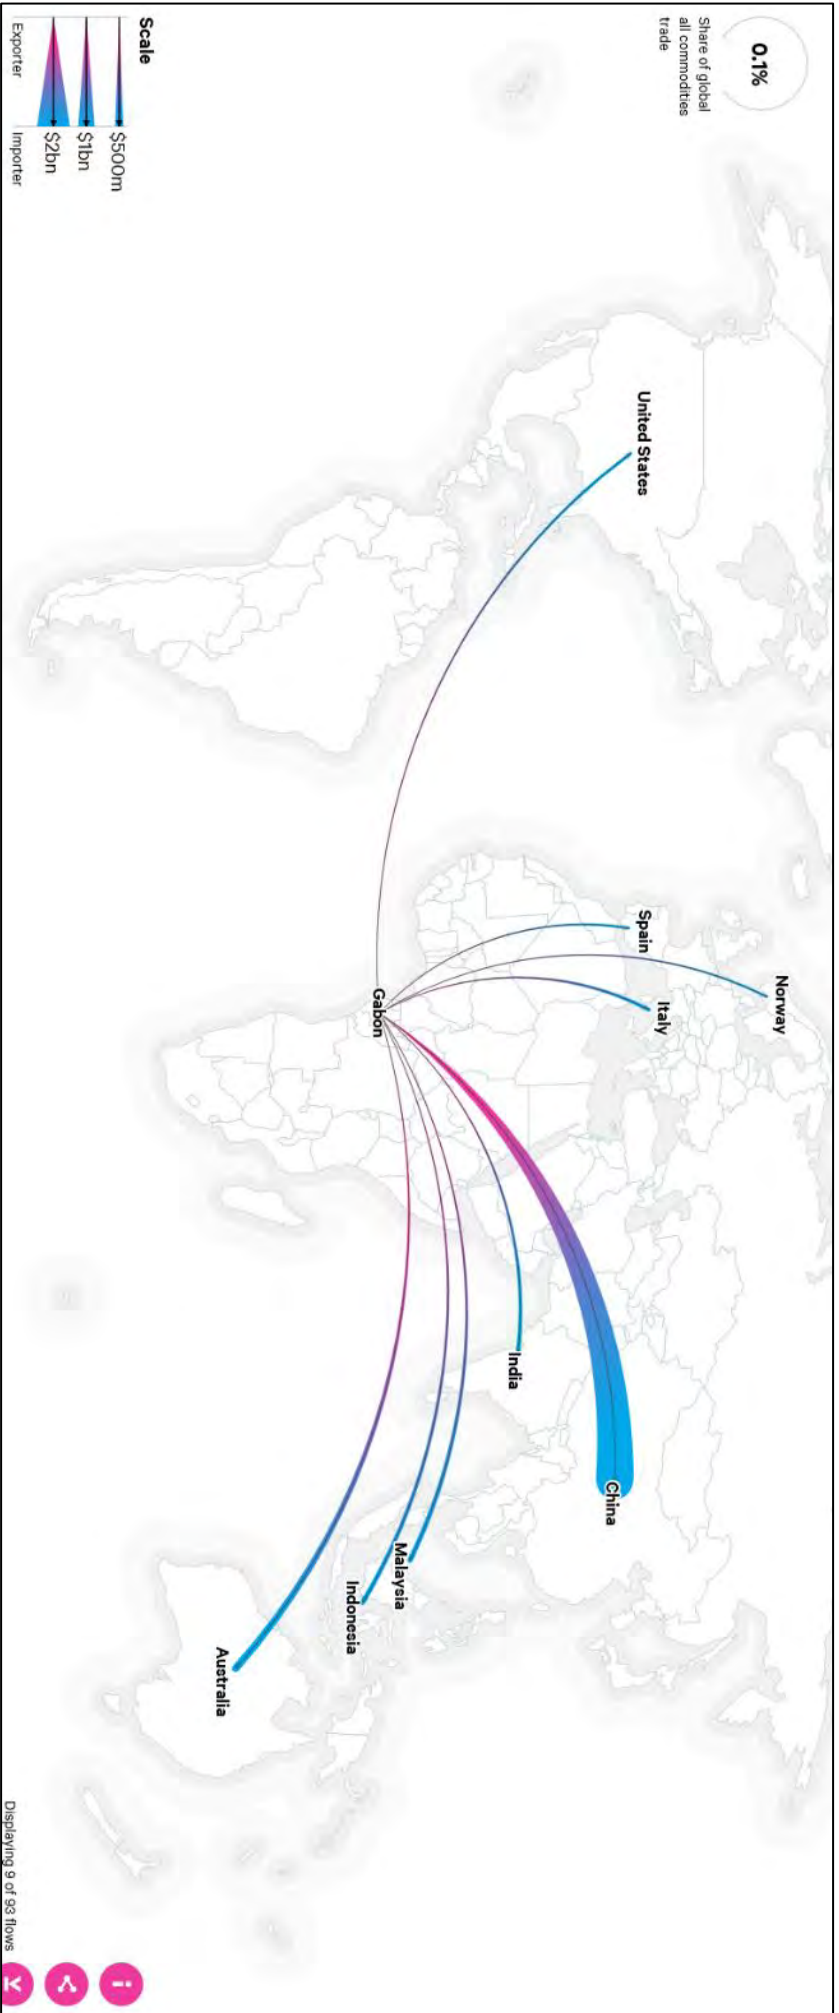 0.1%
Share of global
all commodities
trade
United States
Norway
Spain
Italy
Gabon
China
India
Malaysia
Indonesia
Australia
Scale
$500m
$1bn
$2bn
Exporter
Importer
Displaying 9 of 93 flows